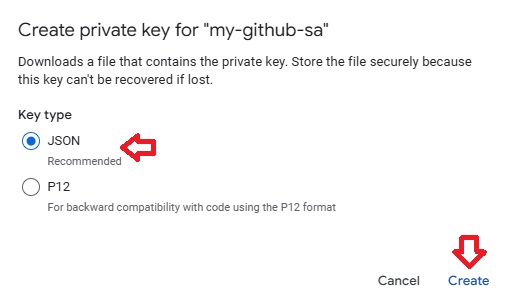 Create private key for "my-github-sa"
Downloads a file that contains the private key. Store the file securely because
this key can't be recovered if lost.
Key type
JSON
Recommended
P12
For backward compatibility with code using the P12 format
Cancel Create